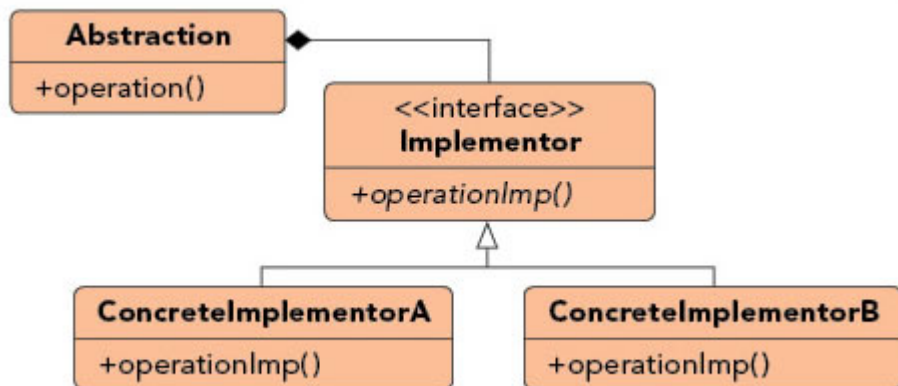 Abstraction
+operation()
<<interface>>
Implementor
+operationImp()
ConcreteImplementorA
+operationImp()
ConcreteImplementorB
+operationImp()